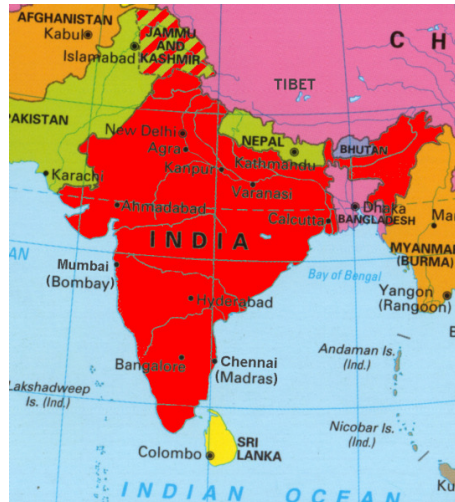 AFGHANISTAN
Kabul
JAMMU
AND
KASHMIR
Islamabad
C H
TIBET
PAKISTAN
New Delhi
Agra
NEPAL
BHUTAN
Kanpur
Kathmandu
Karachi
Varanasi
Ahmadabad
Dhaka
Calcutta
BANGLADESH
INDIA
MYANMAR
(BURMA)
Mumbai
(Bombay)
Bay of Bengal
Hyderabad
Yangon
(Rangoon)
Bangalore
Chennai
(Madras)
Andaman Is.
(Ind.)
Lakshadweep
Is. (Ind.)
Nicobar Is.
(Ind.)
SRI
LANKA
Colombo
INDIAN OCEAN